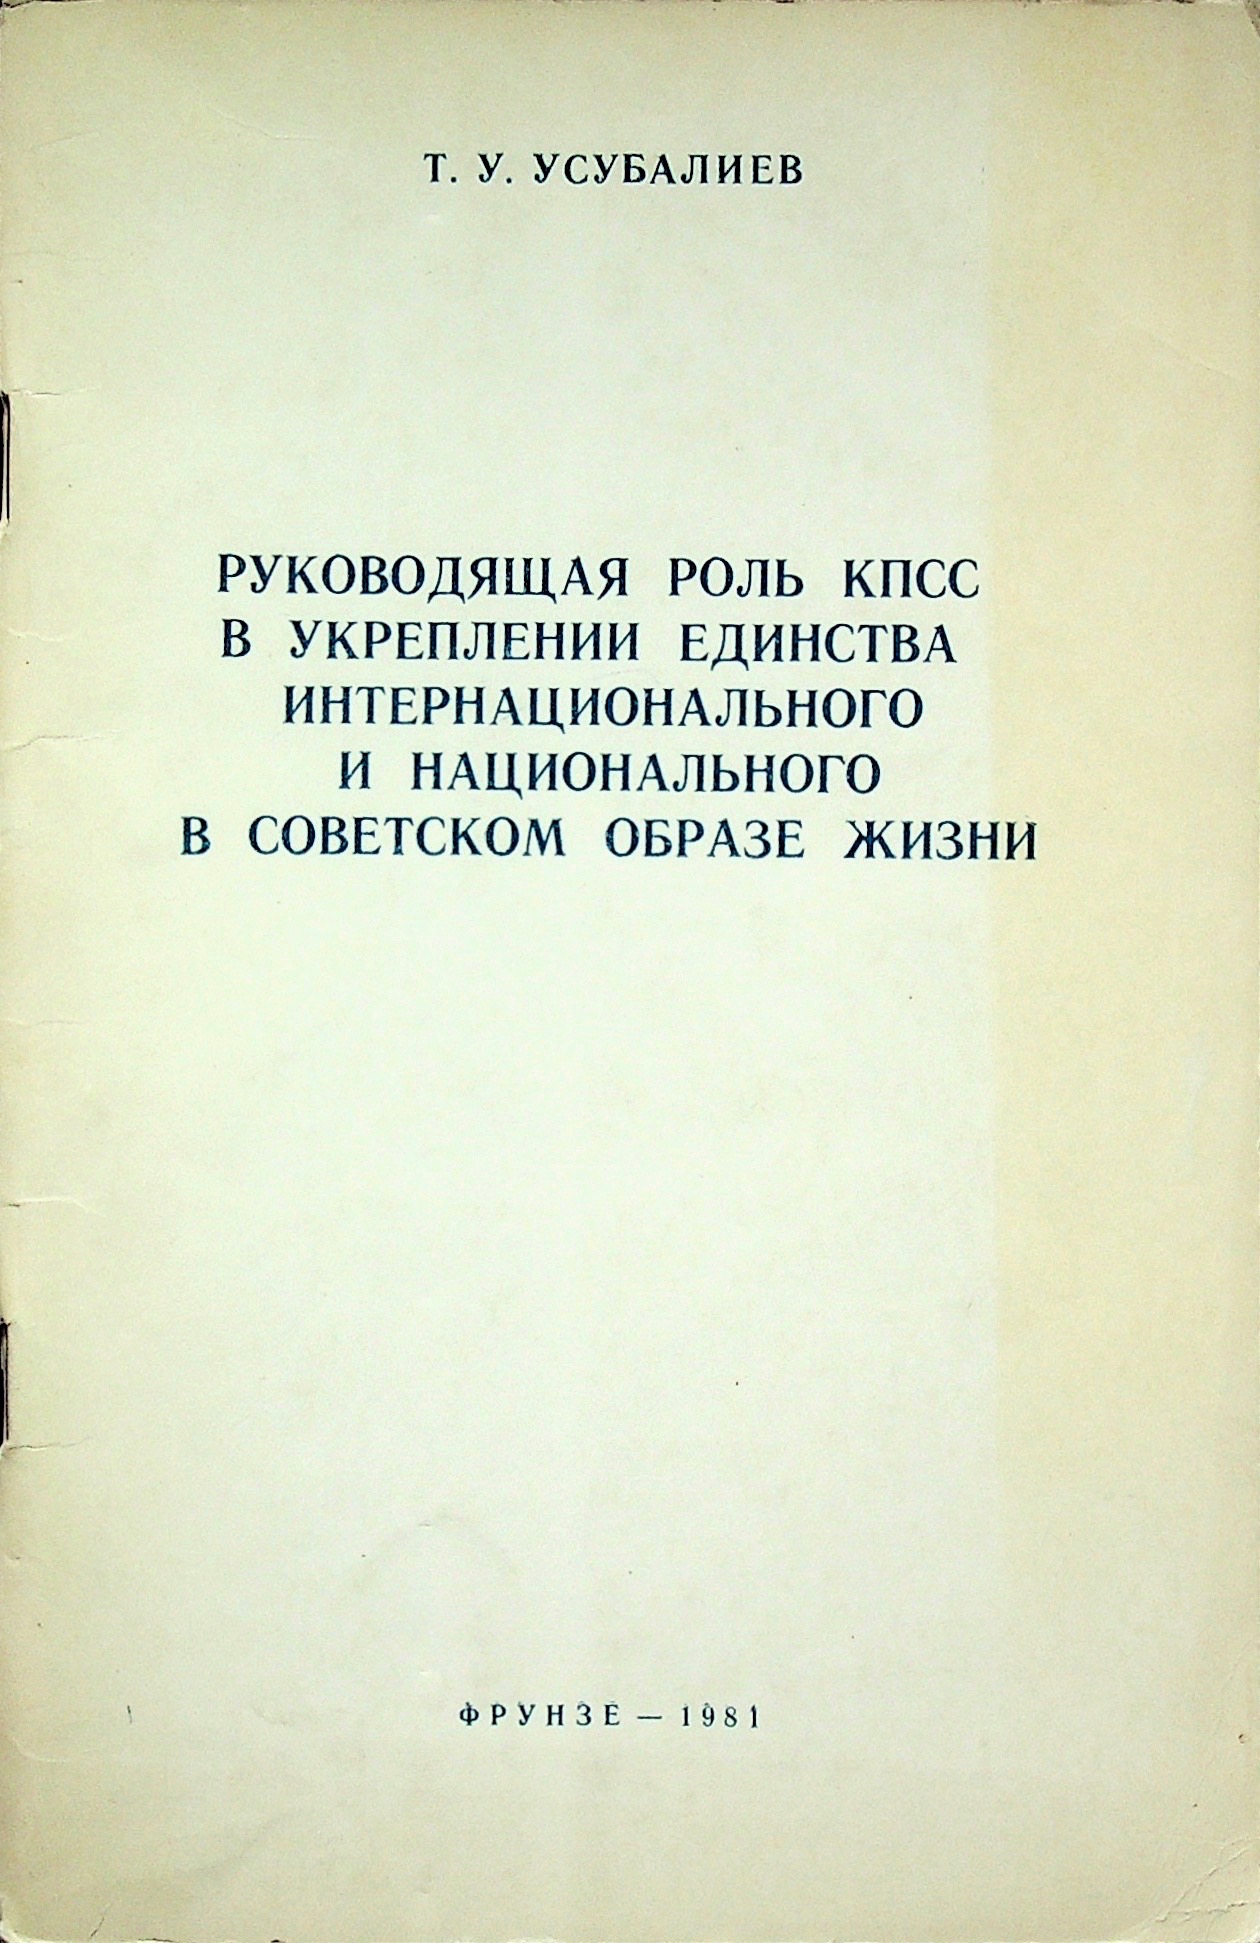 Т. У. УСУБАЛИЕВ
РУКОВОДЯЩАЯ РОЛЬ КПСС
В УКРЕПЛЕНИИ ЕДИНСТВА
ИНТЕРНАЦИОНАЛЬНОГО
И НАЦИОНАЛЬНОГО
В СОВЕТСКОМ ОБРАЗЕ ЖИЗНИ
ФРУНЗЕ — 1981